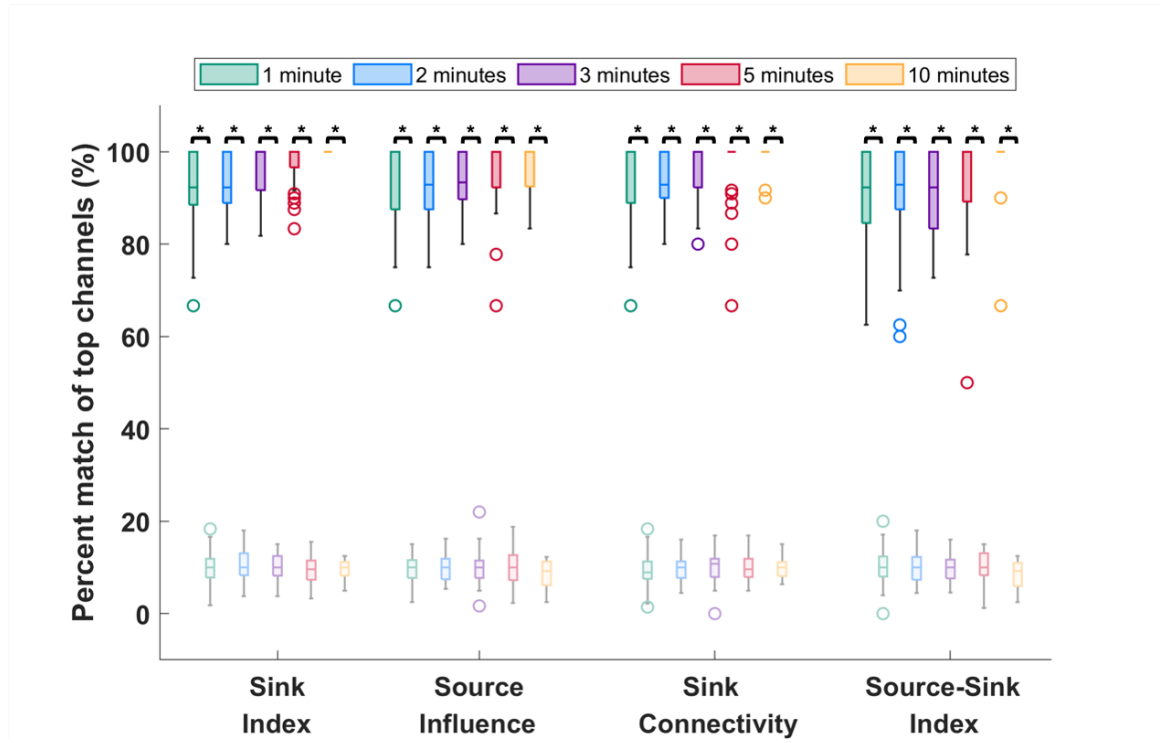 1 minute 2 minutes 3 minutes 5 minutes 10 minutes
* * * * * * * * * * * * * * * * * * * *
Percent match of top channels (%)
100
80
60
40
20
0
Sink Index
Source Influence
Sink Connectivity
Source-Sink Index